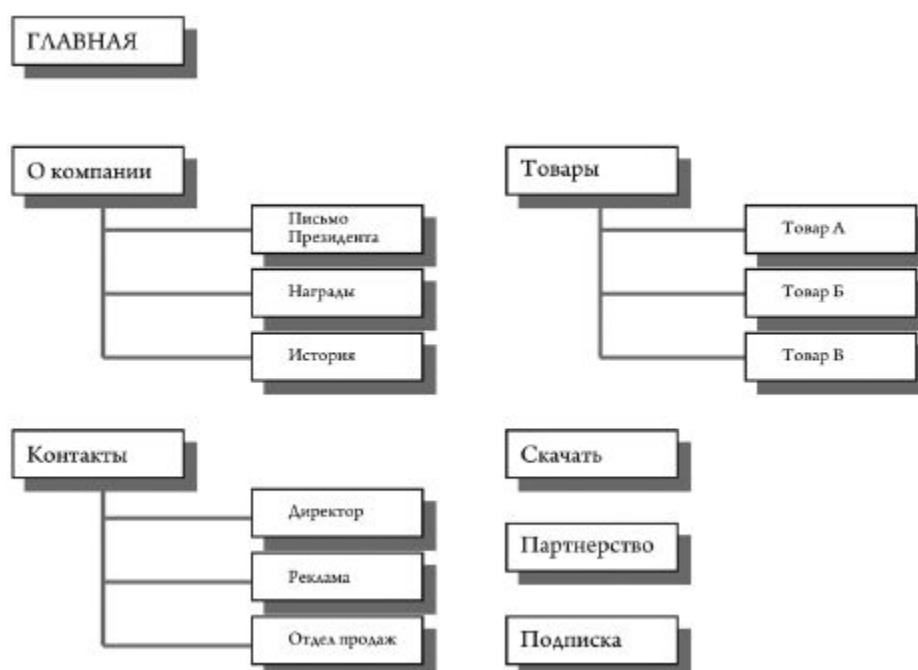 ГЛАВНАЯ
О компании
Письмо
Президента
Награды
История
Товары
Товар А
Товар Б
Товар В
Контакты
Директор
Реклама
Отдел продаж
Скачать
Партнерство
Подписка